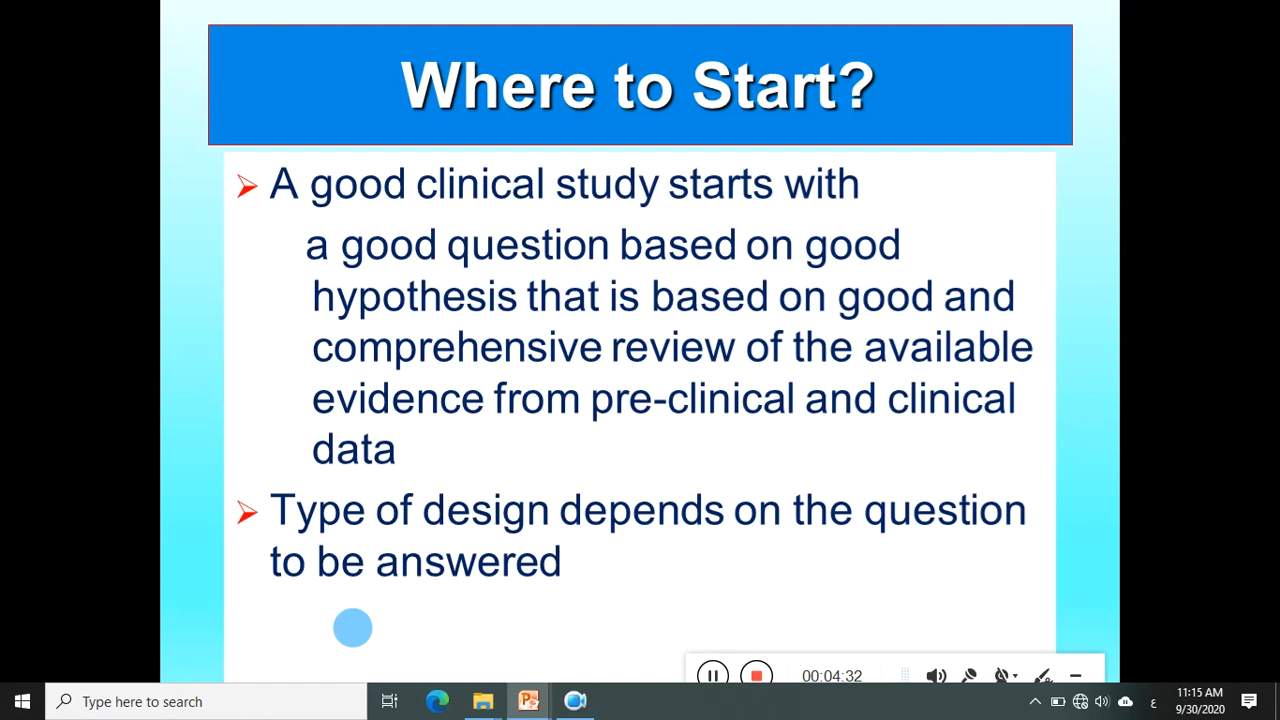 Where to Start?
A good clinical study starts with
a good question based on good
hypothesis that is based on good and
comprehensive review of the available
evidence from pre-clinical and clinical
data
Type of design depends on the question
to be answered
00:04:32
Type here to search
ع
11:15 AM
9/30/2020